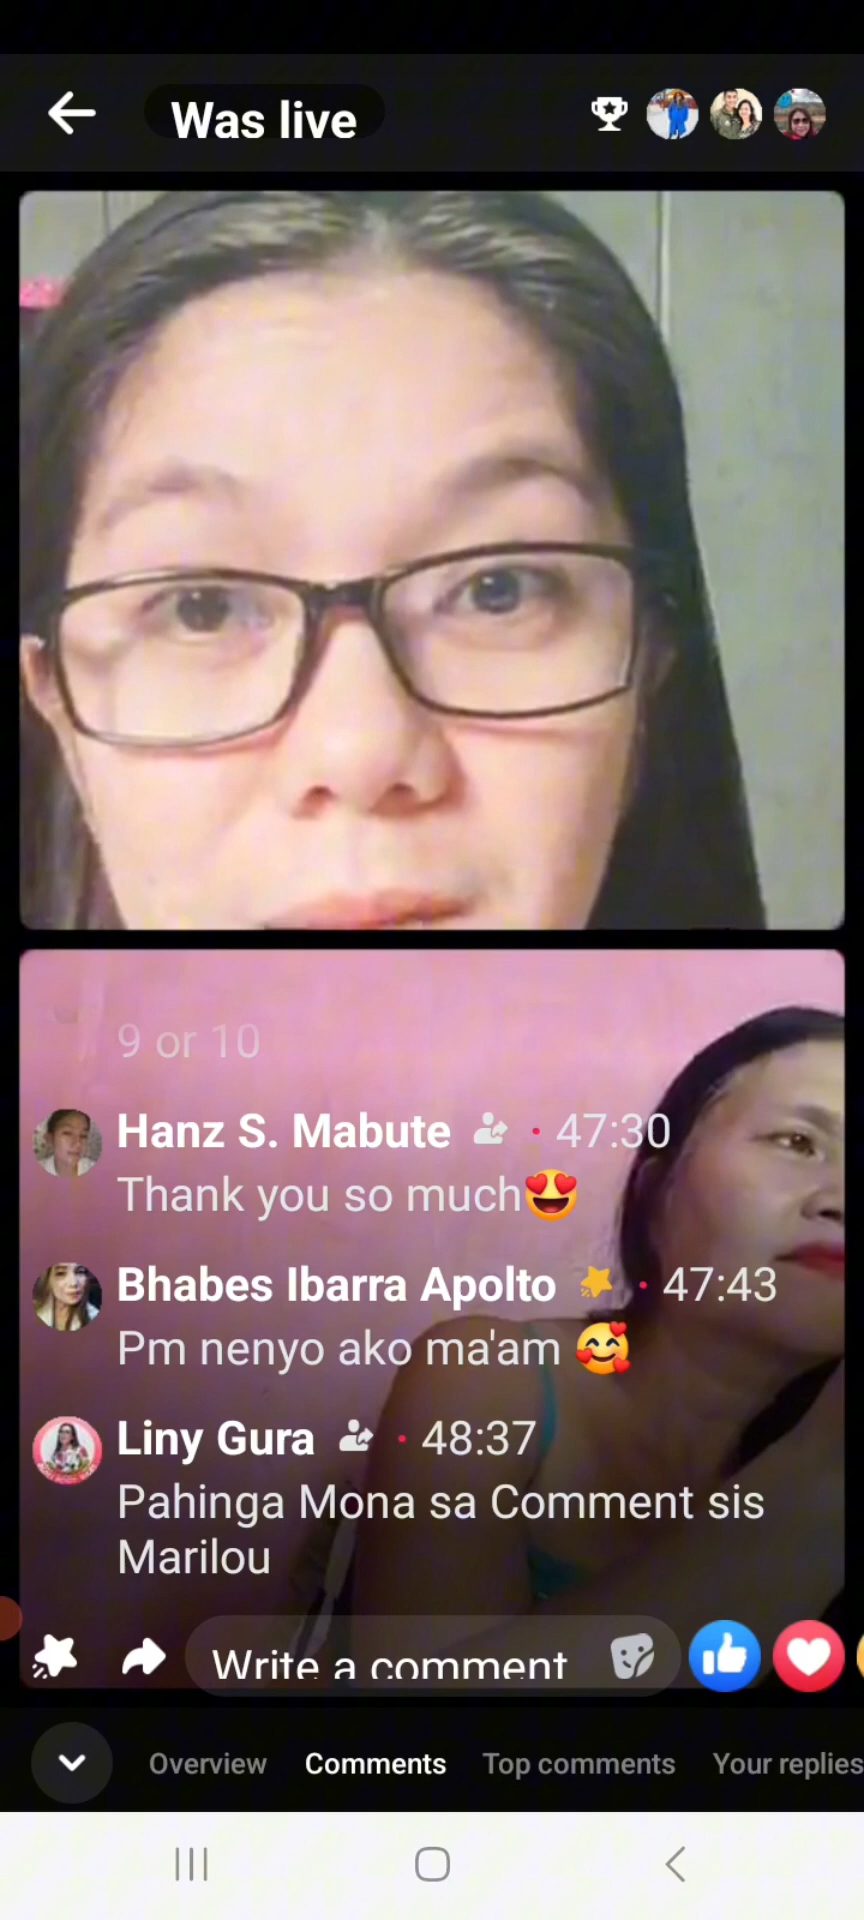 Was live
9 or 10
Hanz S. Mabute · 47:30
Thank you so much😍
Bhabes Ibarra Apolto · 47:43
Pm nenyo ako ma'am 🥰
Liny Gura · 48:37
Pahinga Mona sa Comment sis
Marilou
Write a comment
Overview Comments Top comments Your replies